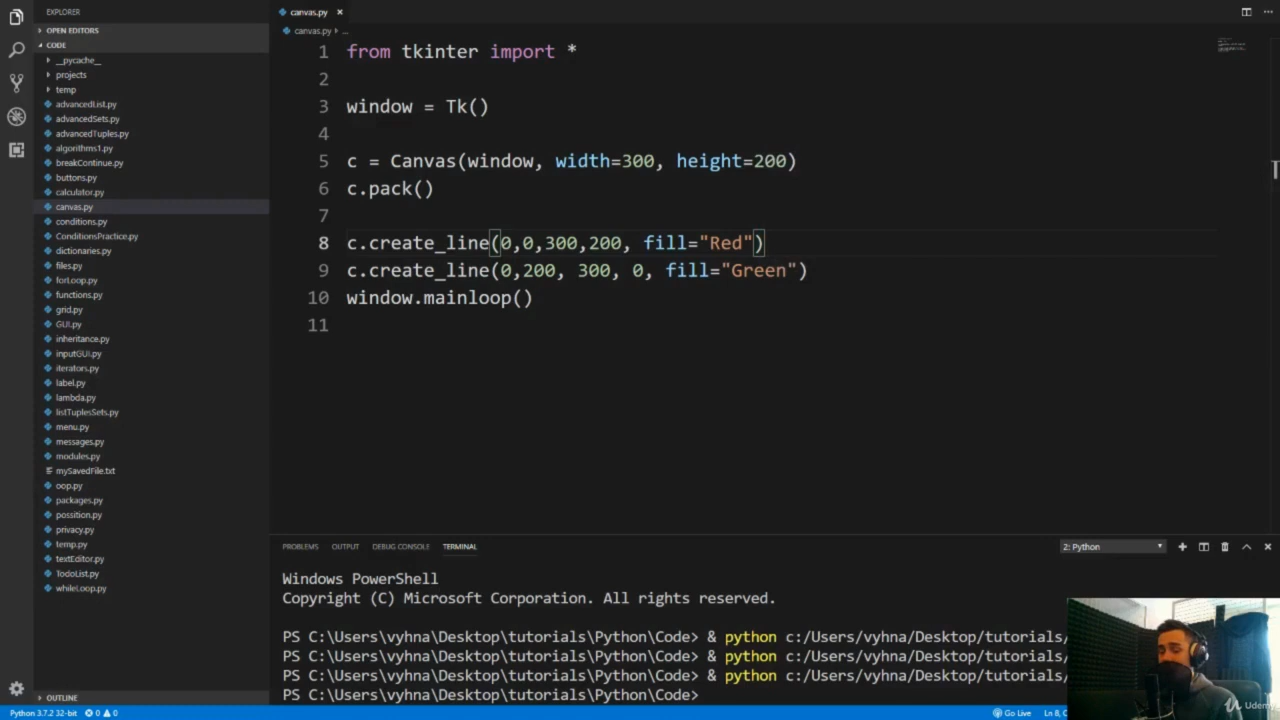 EXPLORER
OPEN EDITORS
CODE
__pycache__
projects
temp
advancedList.py
advancedSets.py
advancedTuples.py
algorithms1.py
breakContinue.py
buttons.py
calculator.py
canvas.py
conditions.py
ConditionsPractice.py
dictionaries.py
files.py
forLoop.py
functions.py
grid.py
GUI.py
inheritance.py
inputGUI.py
iterators.py
label.py
lambda.py
listTuplesSets.py
menu.py
messages.py
modules.py
mySavedFile.txt
oop.py
packages.py
possition.py
privacy.py
temp.py
textEditor.py
TodoList.py
whileLoop.py
OUTLINE
canvas.py ×
canvas.py ...
1 from tkinter import *
2
3 window = Tk()
4
5 c = Canvas(window, width=300, height=200)
6 c.pack()
7
8 c.create_line(0,0,300,200, fill="Red")
9 c.create_line(0,200, 300, 0, fill="Green")
10 window.mainloop()
11
PROBLEMS OUTPUT DEBUG CONSOLE TERMINAL 2: Python
Windows PowerShell
Copyright (C) Microsoft Corporation. All rights reserved.
PS C:\Users\vyhna\Desktop\tutorials\Python\Code> & python c:/Users/vyhna/Desktop/tutorials/
PS C:\Users\vyhna\Desktop\tutorials\Python\Code> & python c:/Users/vyhna/Desktop/tutorials/
PS C:\Users\vyhna\Desktop\tutorials\Python\Code> & python c:/Users/vyhna/Desktop/tutorials/
PS C:\Users\vyhna\Desktop\tutorials\Python\Code>
Python 3.7.2 32-bit 0 0 Go Live Ln 8,
Udemy